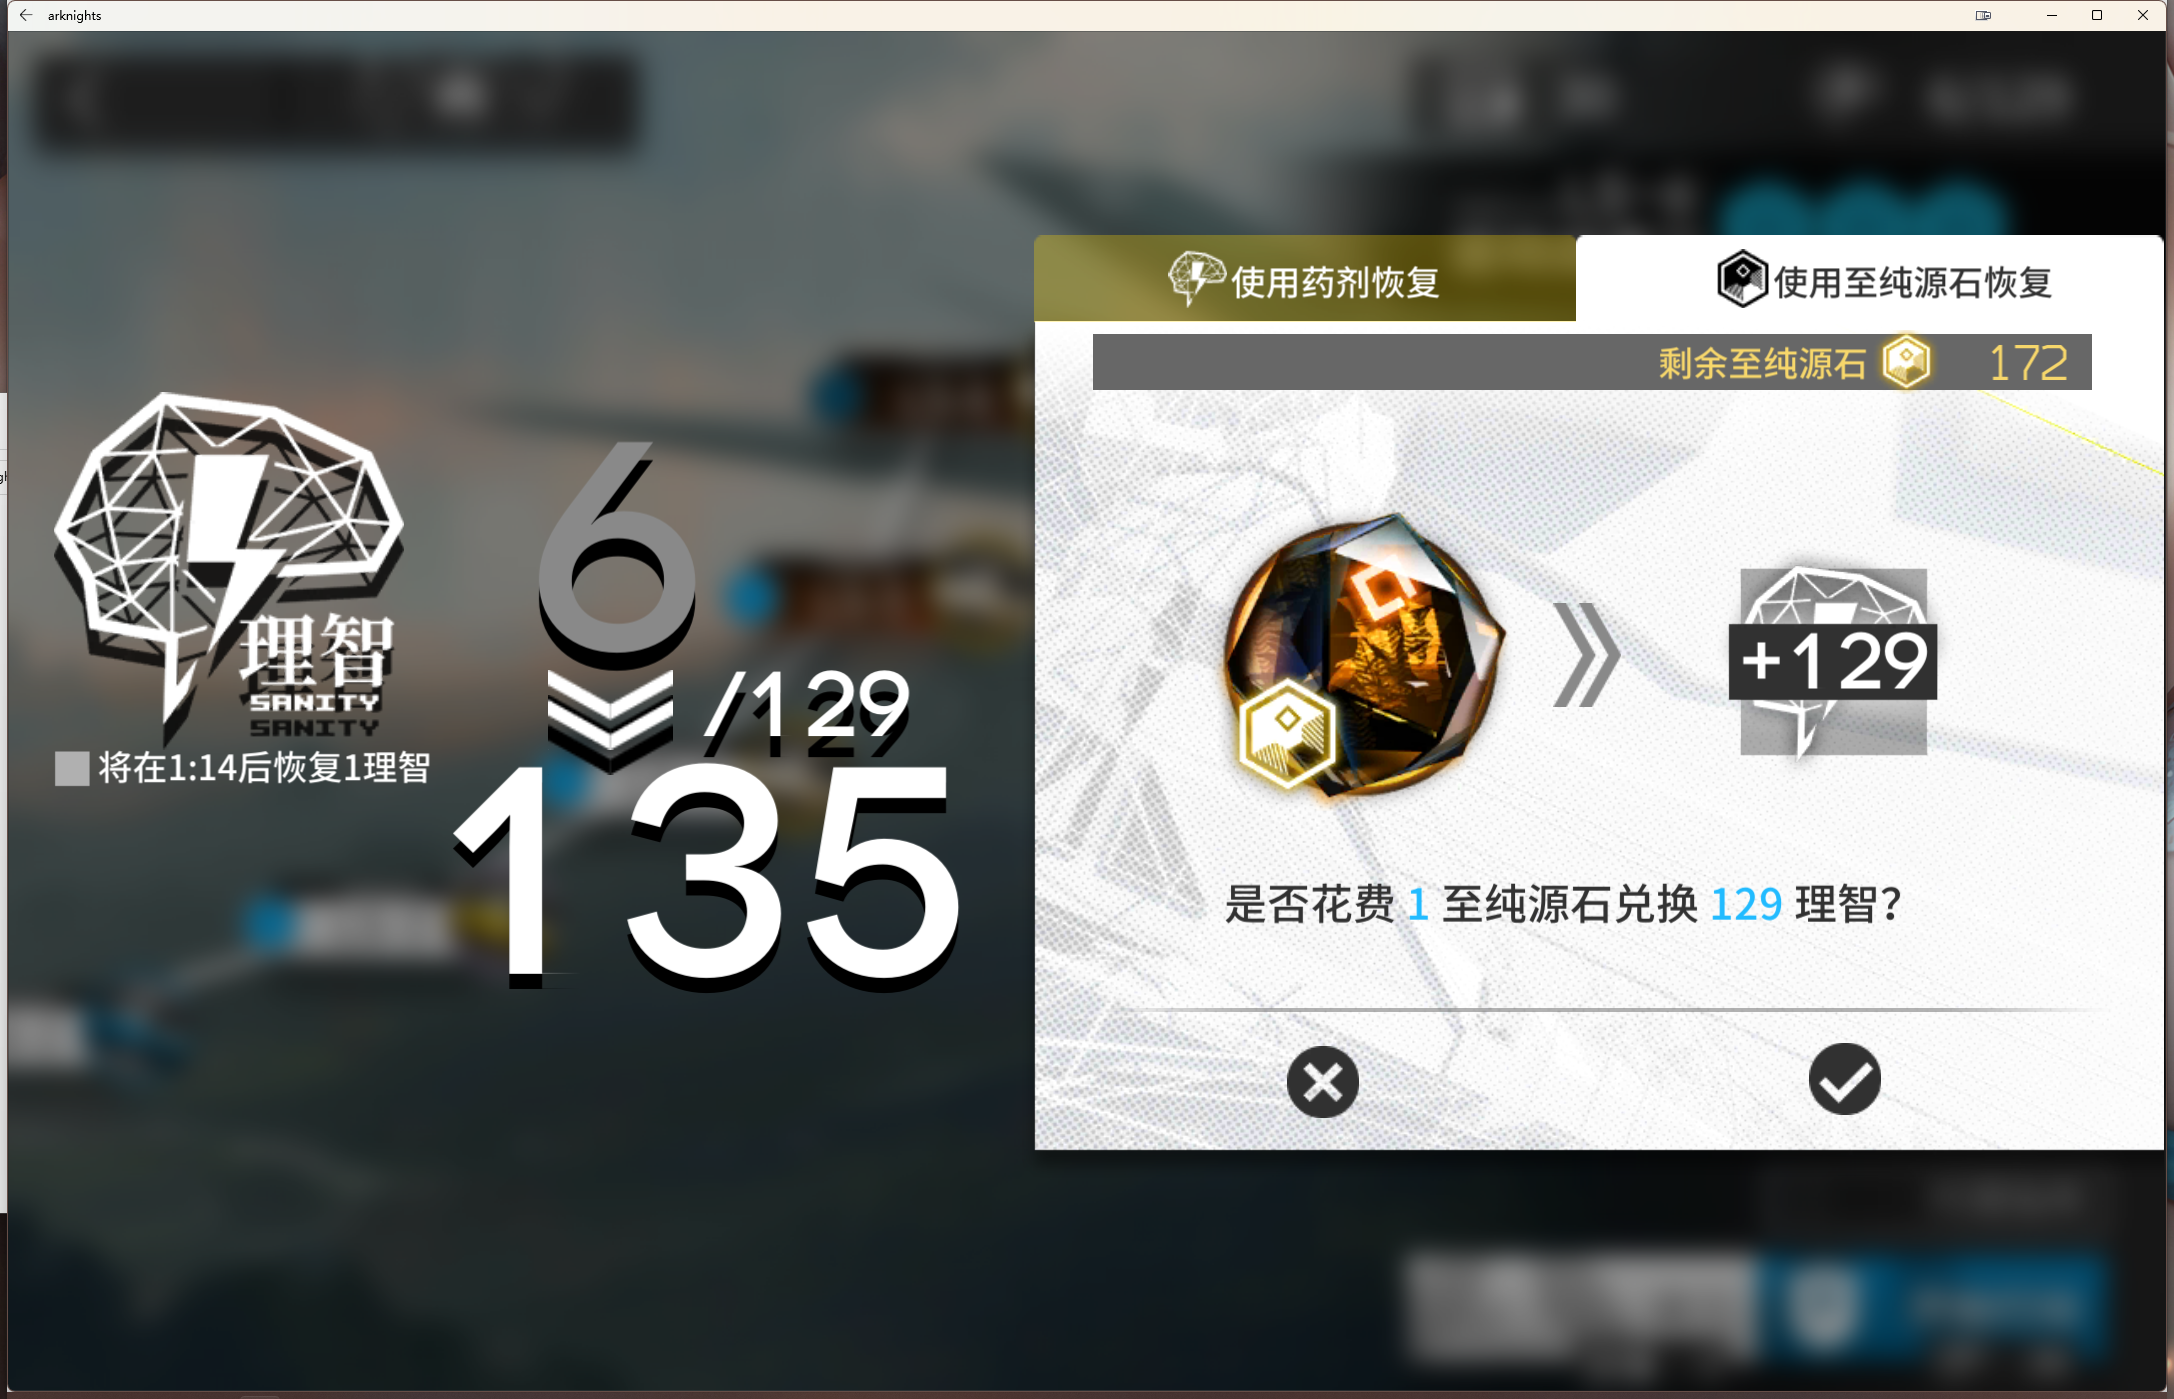 arknights
使用药剂恢复
使用至纯源石恢复
剩余至纯源石 172
6
理智
SANITY
/129
将在1:14后恢复1理智
135
+129
是否花费 1 至纯源石兑换 129 理智?